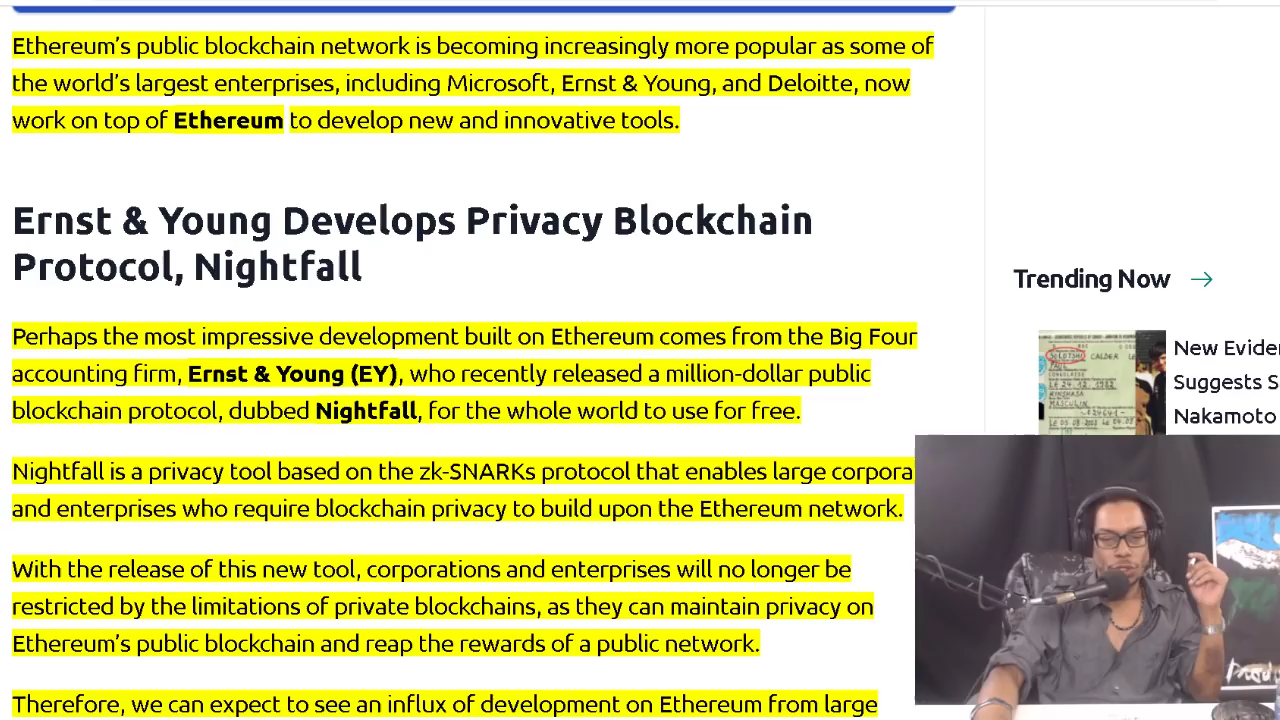 Ethereum’s public blockchain network is becoming increasingly more popular as some of
the world’s largest enterprises, including Microsoft, Ernst & Young, and Deloitte, now
work on top of Ethereum to develop new and innovative tools.
Ernst & Young Develops Privacy Blockchain
Protocol, Nightfall
Perhaps the most impressive development built on Ethereum comes from the Big Four
accounting firm, Ernst & Young (EY), who recently released a million-dollar public
blockchain protocol, dubbed Nightfall, for the whole world to use for free.
Nightfall is a privacy tool based on the zk-SNARKs protocol that enables large corpora
and enterprises who require blockchain privacy to build upon the Ethereum network.
With the release of this new tool, corporations and enterprises will no longer be
restricted by the limitations of private blockchains, as they can maintain privacy on
Ethereum’s public blockchain and reap the rewards of a public network.
Therefore, we can expect to see an influx of development on Ethereum from large
Trending Now →
CALDER
LE 24.12.1982
KINSHASA
MASCULIN
New Eviden
Suggests S
Nakamoto